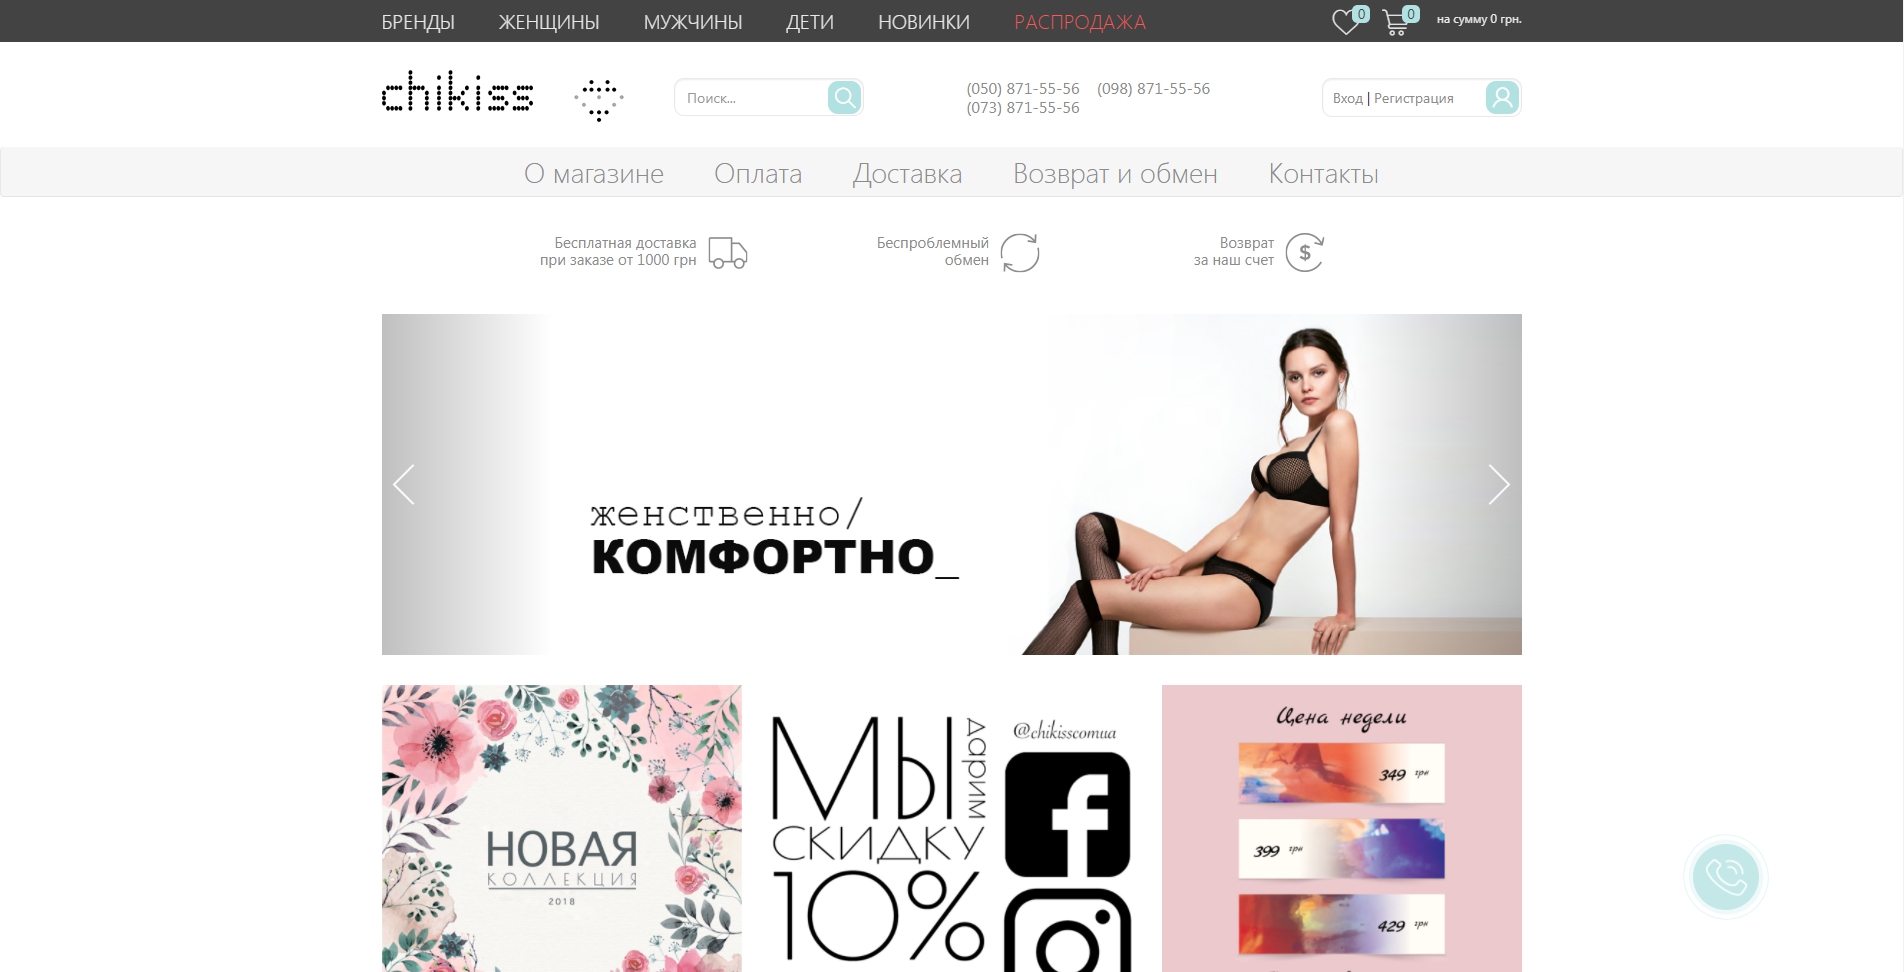 БРЕНДЫ ЖЕНЩИНЫ МУЖЧИНЫ ДЕТИ НОВИНКИ РАСПРОДАЖА 0 0 на сумму 0 грн.
chikiss
Поиск...
(050) 871-55-56 (098) 871-55-56
(073) 871-55-56
Вход | Регистрация
О магазине Оплата Доставка Возврат и обмен Контакты
Бесплатная доставка
при заказе от 1000 грн
Беспроблемный
обмен
Возврат
за наш счет
женственно/
КОМФОРТНО_
НОВАЯ
КОЛЛЕКЦИЯ
2018
МЫ
дарим
СКИДКУ
10%
@chikisscomua
Цена недели
349 грн
399 грн
429 грн